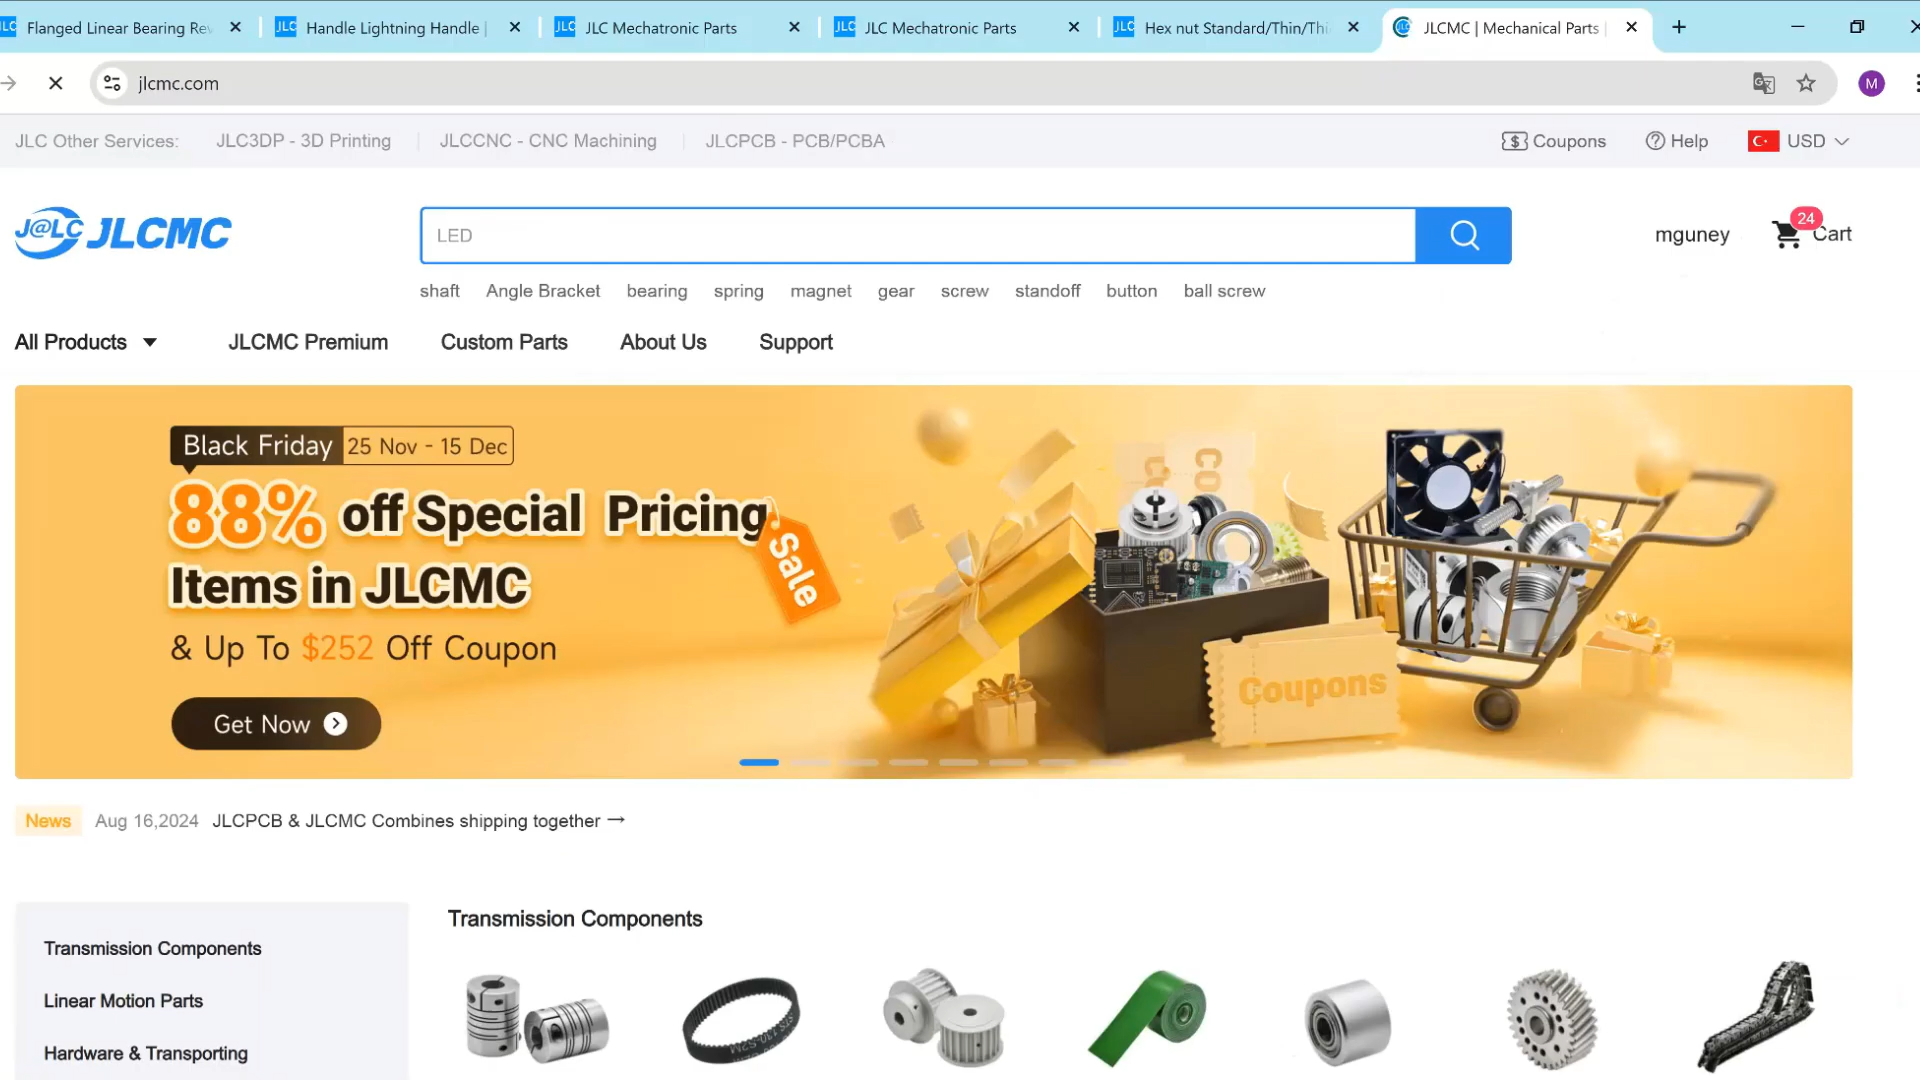 Flanged Linear Bearing Rev
Handle Lightning Handle |
JLC Mechatronic Parts
JLC Mechatronic Parts
Hex nut Standard/Thin/Thi
JLCMC | Mechanical Parts |
jlcmc.com
M
JLC Other Services:
JLC3DP - 3D Printing
JLCCNC - CNC Machining
JLCPCB - PCB/PCBA
Coupons
Help
USD
J@LC JLCMC
LED
mguney
24
Cart
shaft
Angle Bracket
bearing
spring
magnet
gear
screw
standoff
button
ball screw
All Products
JLCMC Premium
Custom Parts
About Us
Support
Black Friday 25 Nov - 15 Dec
88% off Special Pricing
Items in JLCMC
Sale
& Up To $252 Off Coupon
Get Now
Coupons
News
Aug 16,2024
JLCPCB & JLCMC Combines shipping together →
Transmission Components
Linear Motion Parts
Hardware & Transporting
Transmission Components